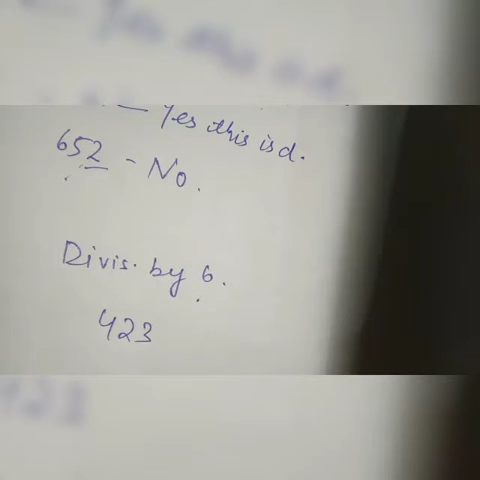 — Yes this is d.
652 - No.
Divis. by 6.
423